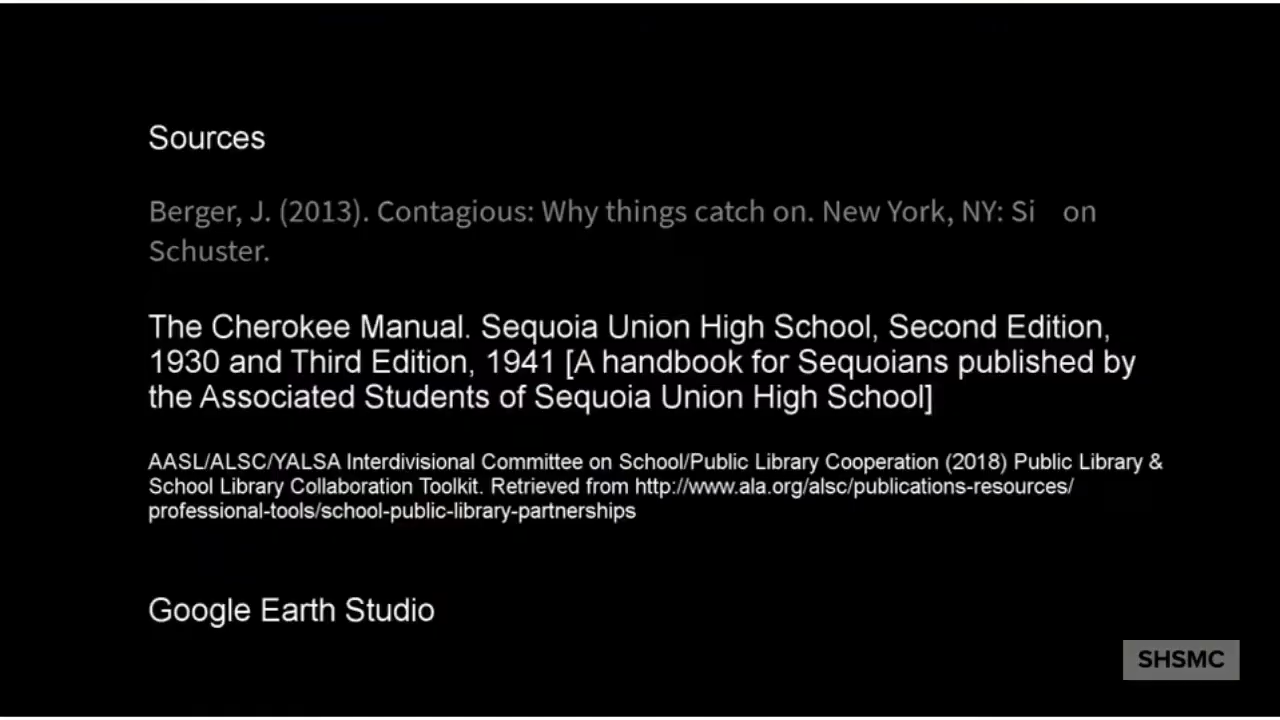 Sources
Berger, J. (2013). Contagious: Why things catch on. New York, NY: Si on
Schuster.
The Cherokee Manual. Sequoia Union High School, Second Edition,
1930 and Third Edition, 1941 [A handbook for Sequoians published by
the Associated Students of Sequoia Union High School]
AASL/ALSC/YALSA Interdivisional Committee on School/Public Library Cooperation (2018) Public Library &
School Library Collaboration Toolkit. Retrieved from http://www.ala.org/alsc/publications-resources/
professional-tools/school-public-library-partnerships
Google Earth Studio
SHSMC